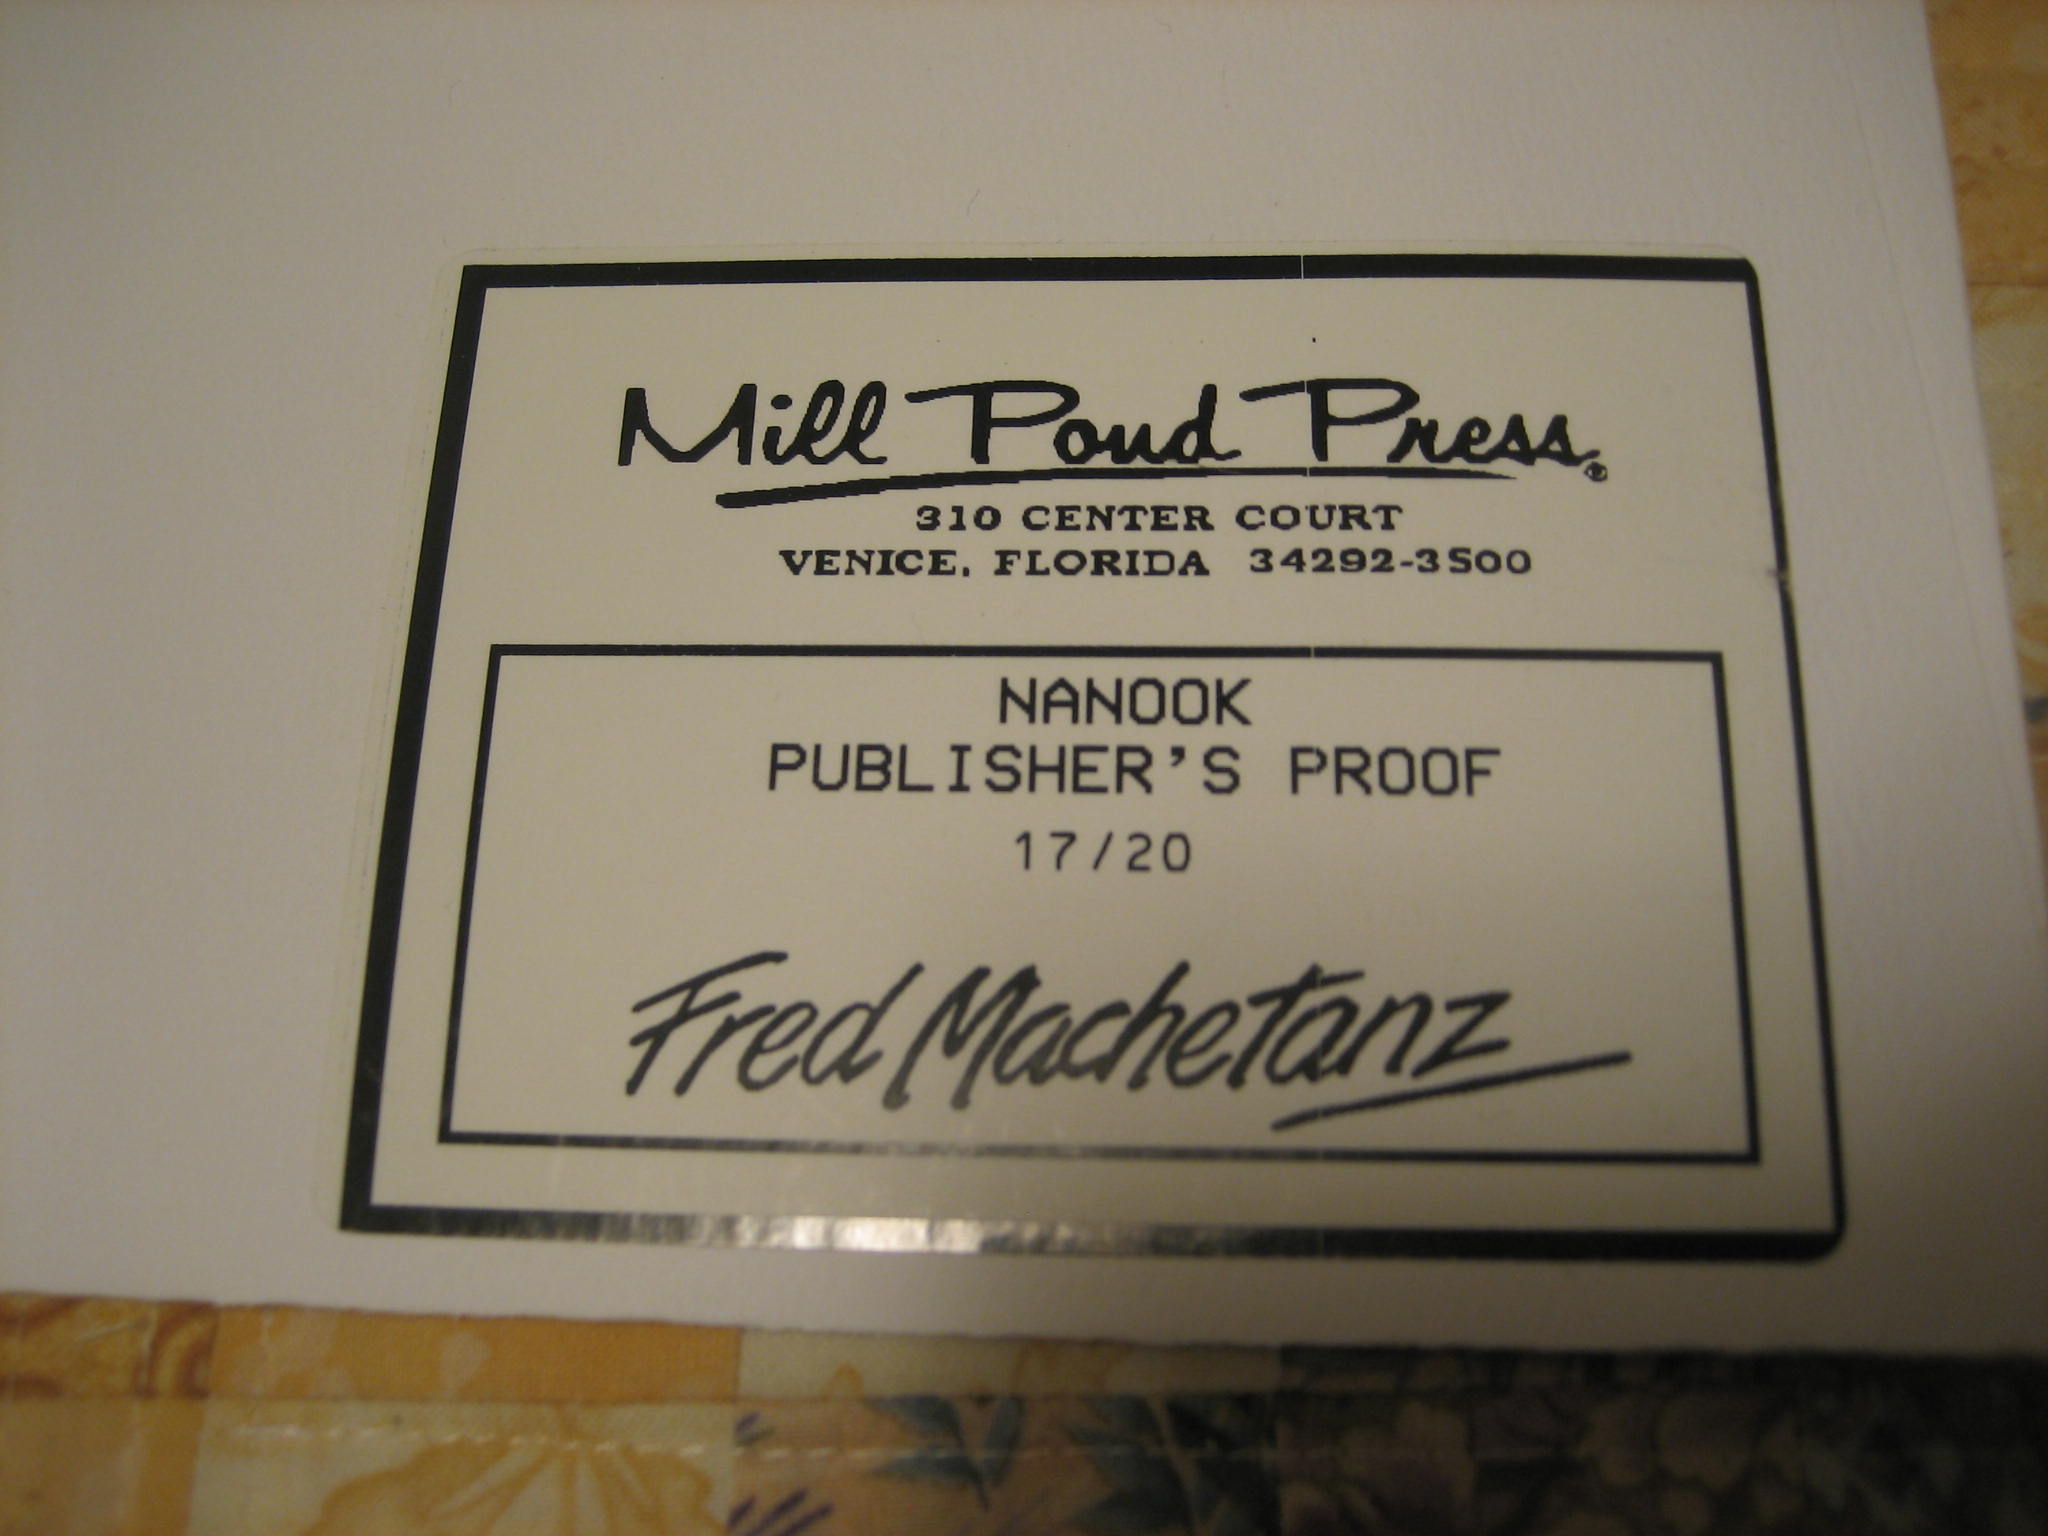 Mill Pond Press®
310 CENTER COURT
VENICE, FLORIDA 34292-3500
NANOOK
PUBLISHER'S PROOF
17/20
Fred Machetanz